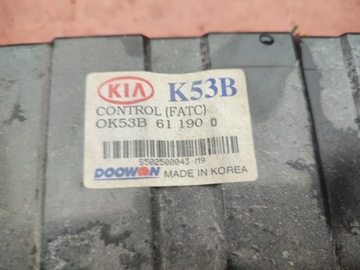 KIA K53B
CONTROL (FATC)
OK53B 61 190 D
S502500043-M9
DOOWON MADE IN KOREA